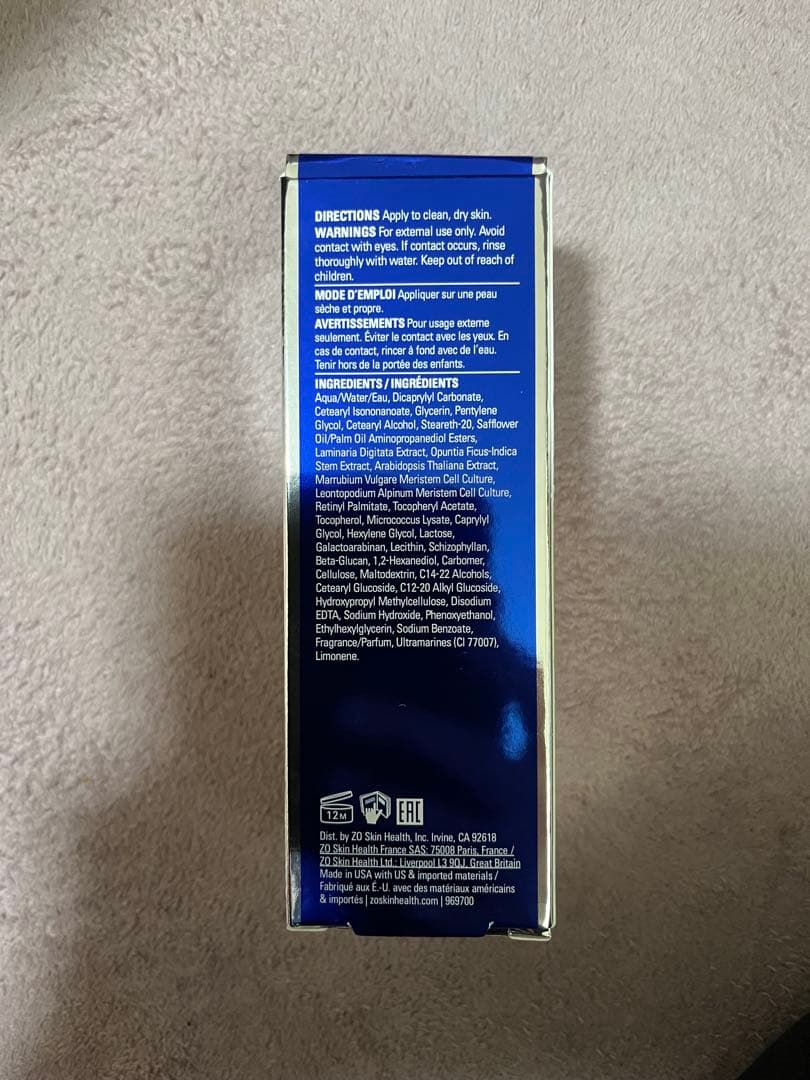 DIRECTIONS Apply to clean, dry skin.
WARNINGS For external use only. Avoid
contact with eyes. If contact occurs, rinse
thoroughly with water. Keep out of reach of
children.
MODE D'EMPLOI Appliquer sur une peau
sèche et propre.
AVERTISSEMENTS Pour usage externe
seulement. Éviter le contact avec les yeux. En
cas de contact, rincer à fond avec de l'eau.
Tenir hors de la portée des enfants.
INGREDIENTS / INGRÉDIENTS
Aqua/Water/Eau, Dicaprylyl Carbonate,
Cetearyl Isononanoate, Glycerin, Pentylene
Glycol, Cetearyl Alcohol, Steareth-20, Safflower
Oil/Palm Oil Aminopropanediol Esters,
Laminaria Digitata Extract, Opuntia Ficus-Indica
Stem Extract, Arabidopsis Thaliana Extract,
Marrubium Vulgare Meristem Cell Culture,
Leontopodium Alpinum Meristem Cell Culture,
Retinyl Palmitate, Tocopheryl Acetate,
Tocopherol, Micrococcus Lysate, Caprylyl
Glycol, Hexylene Glycol, Lactose,
Galactoarabinan, Lecithin, Schizophyllan,
Beta-Glucan, 1,2-Hexanediol, Carbomer,
Cellulose, Maltodextrin, C14-22 Alcohols,
Cetearyl Glucoside, C12-20 Alkyl Glucoside,
Hydroxypropyl Methylcellulose, Disodium
EDTA, Sodium Hydroxide, Phenoxyethanol,
Ethylhexylglycerin, Sodium Benzoate,
Fragrance/Parfum, Ultramarines (CI 77007),
Limonene.
12M EAC
Dist. by ZO Skin Health, Inc. Irvine, CA 92618
ZO Skin Health France SAS: 75008 Paris, France /
ZO Skin Health Ltd.: Liverpool L3 9QJ, Great Britain
Made in USA with US & imported materials /
Fabriqué aux É.-U. avec des matériaux américains
& importés | zoskinhealth.com | 969700